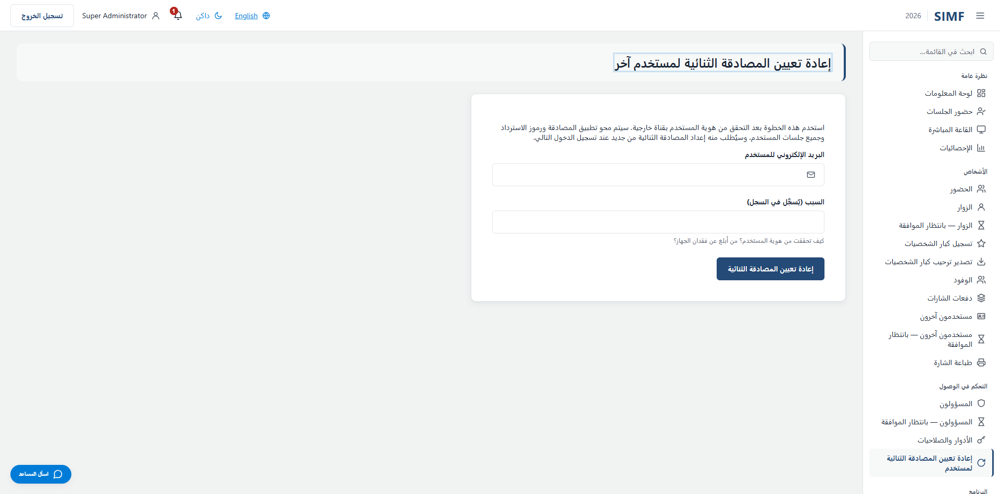 SIMF
2026
English
داكن
1
Super Administrator
تسجيل الخروج
ابحث في القائمة...
نظرة عامة
لوحة المعلومات
حضور الجلسات
القاعة المباشرة
الإحصائيات
الأشخاص
الحضور
الزوار
الزوار — بانتظار الموافقة
تسجيل كبار الشخصيات
تصدير ترحيب كبار الشخصيات
الوفود
دفعات الشارات
مستخدمون آخرون
مستخدمون آخرون — بانتظار
الموافقة
طباعة الشارة
التحكم في الوصول
المسؤولون
المسؤولون — بانتظار الموافقة
الأدوار والصلاحيات
إعادة تعيين المصادقة الثنائية
لمستخدم
البرنامج
إعادة تعيين المصادقة الثنائية لمستخدم آخر
استخدم هذه الخطوة بعد التحقق من هوية المستخدم بقناة خارجية. سيتم محو تطبيق المصادقة ورموز الاسترداد
وجميع جلسات المستخدم، وسيُطلب منه إعداد المصادقة الثنائية من جديد عند تسجيل الدخول التالي.
البريد الإلكتروني للمستخدم
السبب (يُسجَّل في السجل)
كيف تحققت من هوية المستخدم؟ من أبلغ عن فقدان الجهاز؟
إعادة تعيين المصادقة الثنائية
اسأل المساعد